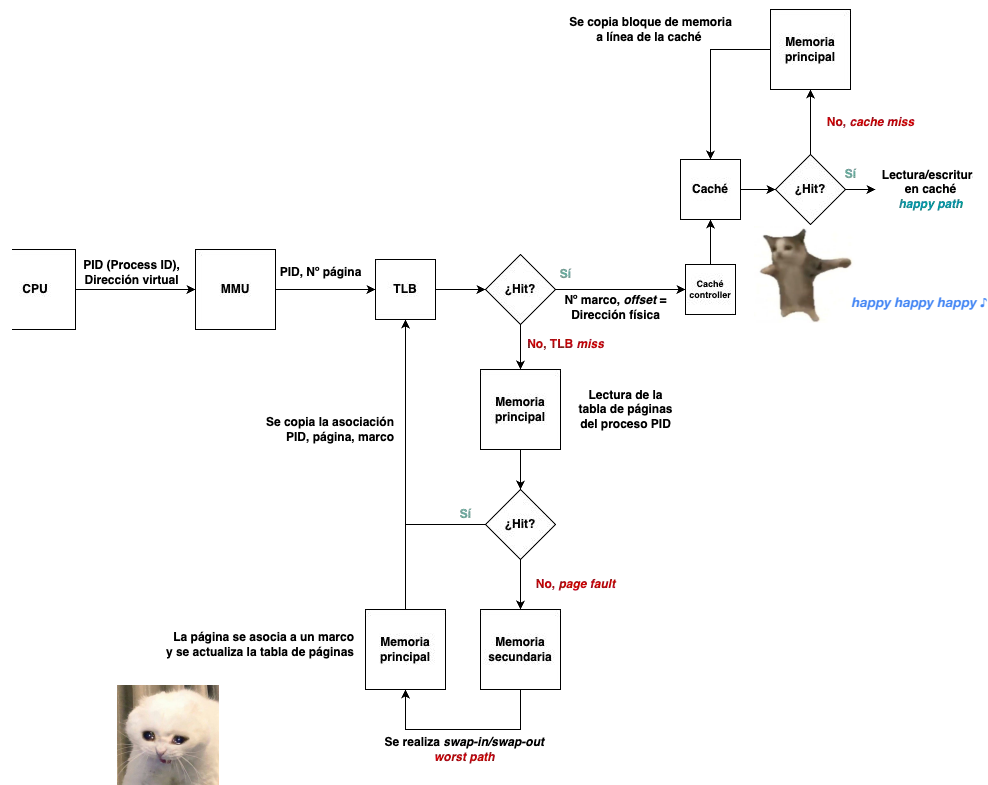 Se copia bloque de memoria
a línea de la caché
Memoria
principal
No, cache miss
Caché
¿Hit?
Sí
Lectura/escritur
en caché
happy path
CPU
PID (Process ID),
Dirección virtual
MMU
PID, Nº página
TLB
¿Hit?
Sí
Nº marco, offset =
Dirección física
Caché
controller
happy happy happy ♪
No, TLB miss
Memoria
principal
Lectura de la
tabla de páginas
del proceso PID
Se copia la asociación
PID, página, marco
Sí
¿Hit?
No, page fault
La página se asocia a un marco
y se actualiza la tabla de páginas
Memoria
principal
Memoria
secundaria
Se realiza swap-in/swap-out
worst path